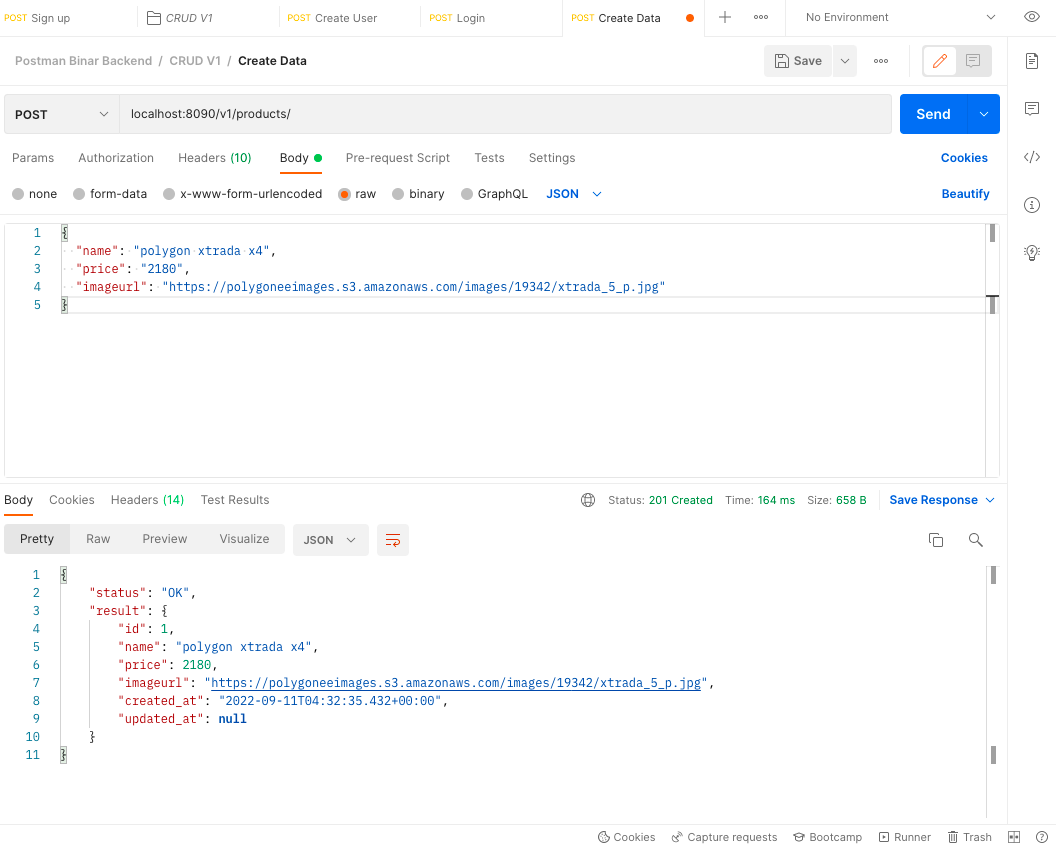 POST Sign up CRUD V1 POST Create User POST Login POST Create Data No Environment
Postman Binar Backend / CRUD V1 / Create Data Save
POST localhost:8090/v1/products/ Send
Params Authorization Headers (10) Body Pre-request Script Tests Settings Cookies
none form-data x-www-form-urlencoded raw binary GraphQL JSON Beautify
1 {
2 "name": "polygon xtrada x4",
3 "price": "2180",
4 "imageurl": "https://polygoneeimages.s3.amazonaws.com/images/19342/xtrada_5_p.jpg"
5 }
Body Cookies Headers (14) Test Results Status: 201 Created Time: 164 ms Size: 658 B Save Response
Pretty Raw Preview Visualize JSON
1 {
2 "status": "OK",
3 "result": {
4 "id": 1,
5 "name": "polygon xtrada x4",
6 "price": 2180,
7 "imageurl": "https://polygoneeimages.s3.amazonaws.com/images/19342/xtrada_5_p.jpg",
8 "created_at": "2022-09-11T04:32:35.432+00:00",
9 "updated_at": null
10 }
11 }
Cookies Capture requests Bootcamp Runner Trash